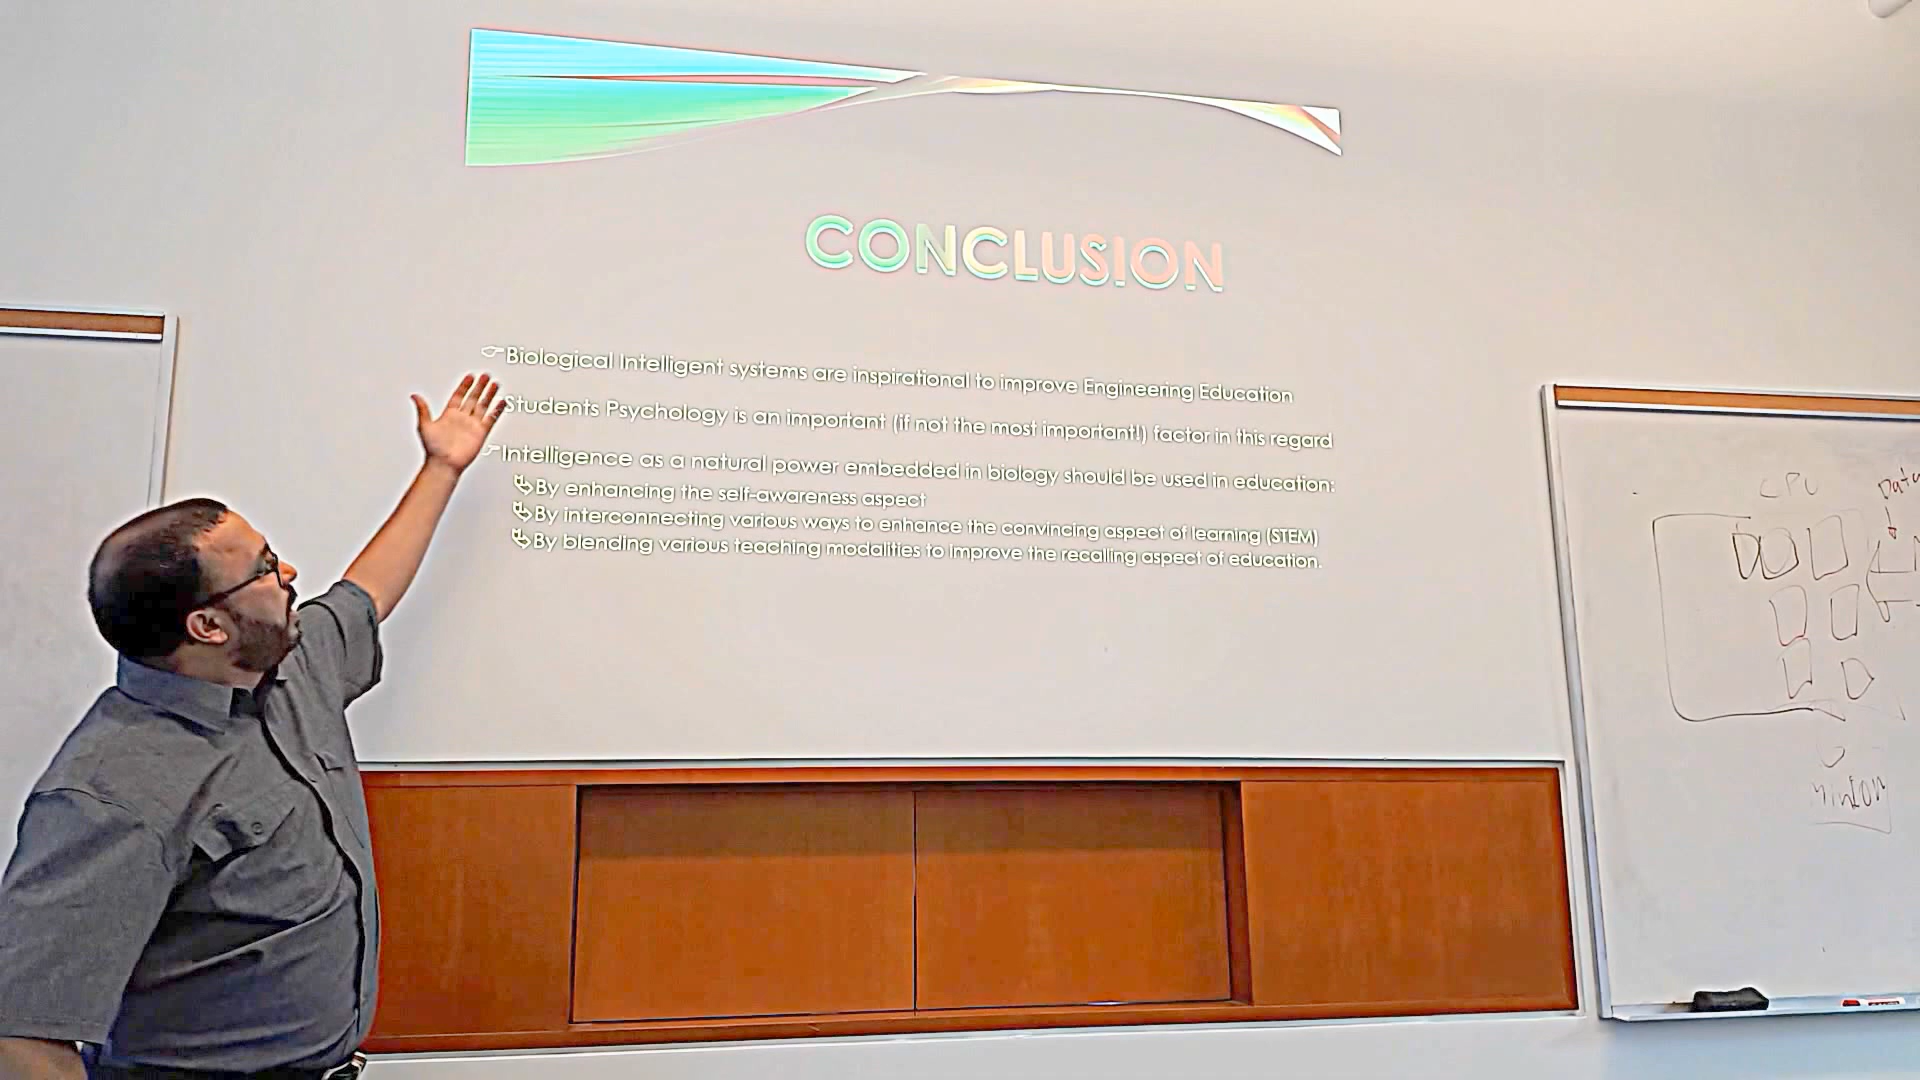 CONCLUSION
Biological Intelligent systems are inspirational to improve Engineering Education
Students Psychology is an important (if not the most important!) factor in this regard
Intelligence as a natural power embedded in biology should be used in education:
By enhancing the self-awareness aspect
By interconnecting various ways to enhance the convincing aspect of learning (STEM)
By blending various teaching modalities to improve the recalling aspect of education.
CPU
Data